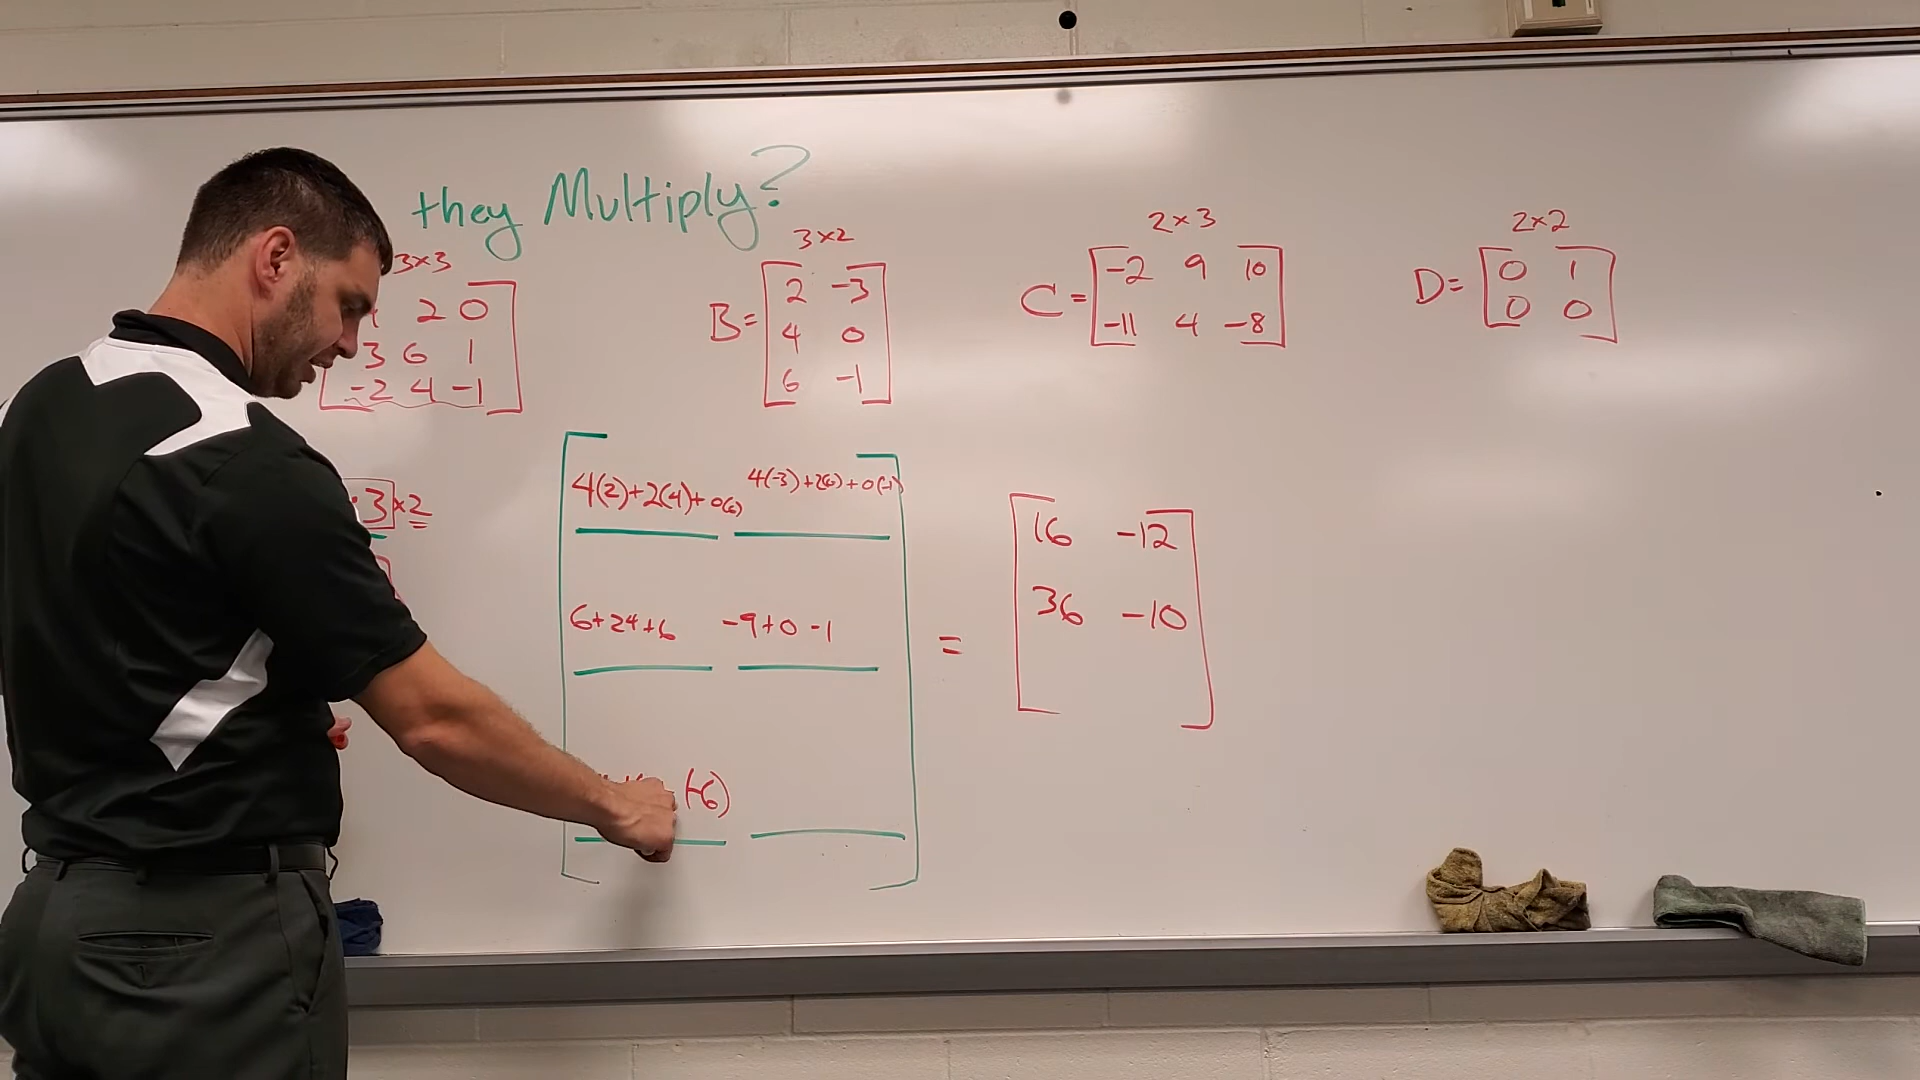 they Multiply?
3×3
2 0
3 6 1
-2 4 -1
3×2
B=
2 -3
4 0
6 -1
2×3
C=
-2 9 10
-11 4 -8
2×2
D=
0 1
0 0
3×2
4(2)+2(4)+0(6) 4(-3)+2(0)+0(-1)
6+24+6 -9+0-1
(-6)
=
16 -12
36 -10